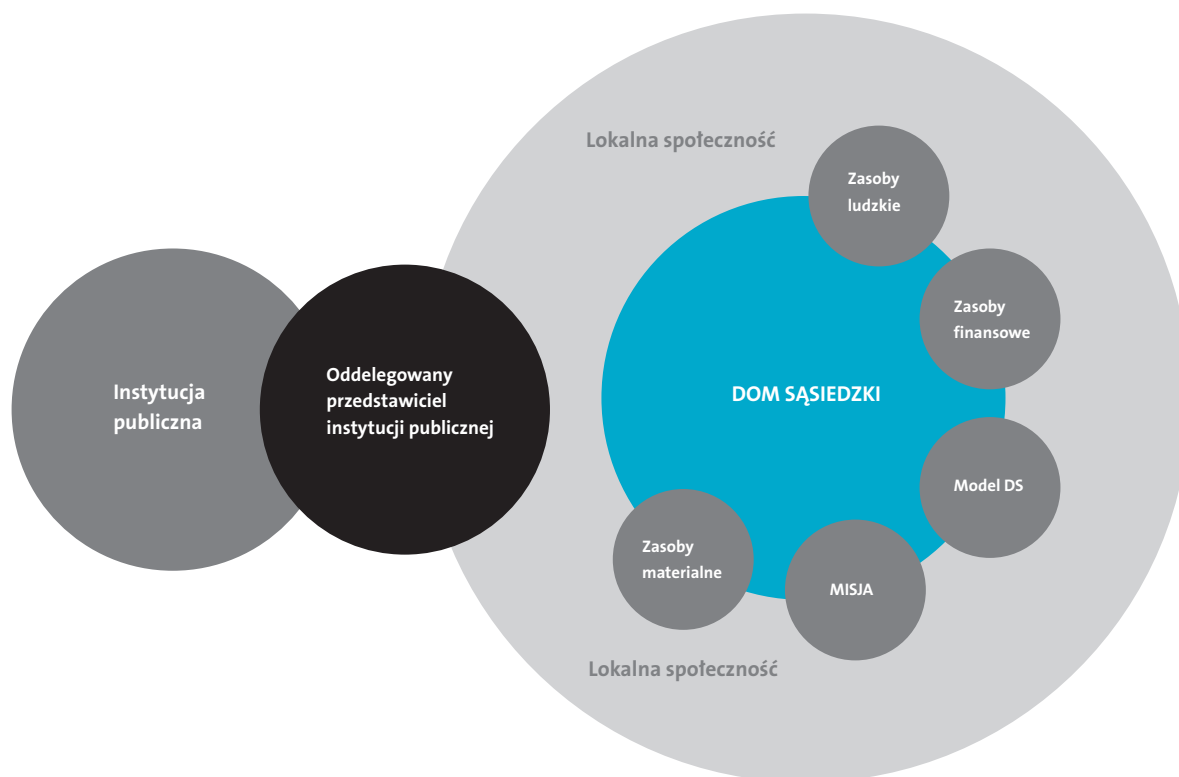 Lokalna społeczność
Zasoby
ludzkie
Zasoby
finansowe
Instytucja
publiczna
Oddelegowany
przedstawiciel
instytucji publicznej
DOM SĄSIEDZKI
Model DS
Zasoby
materialne
MISJA
Lokalna społeczność